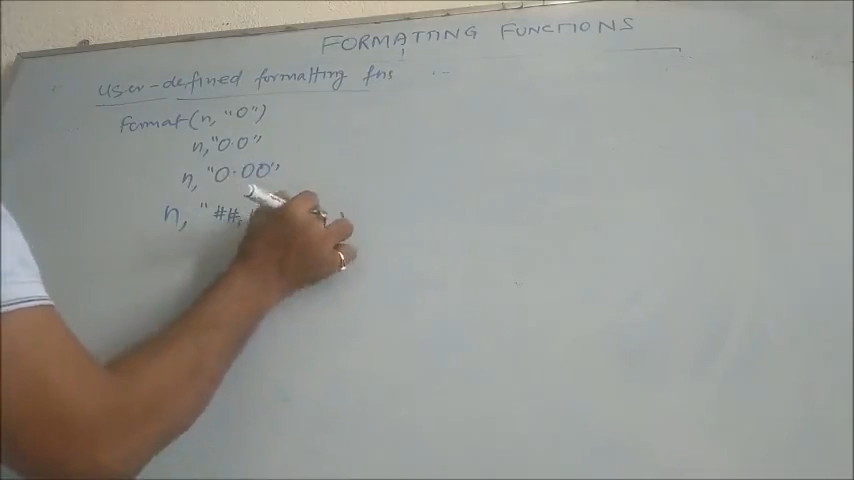 FORMATTING FUNCTIONS
User-defined formatting fns
Format(n, "0")
n, "0.0"
n, "0.00"
n, "##,